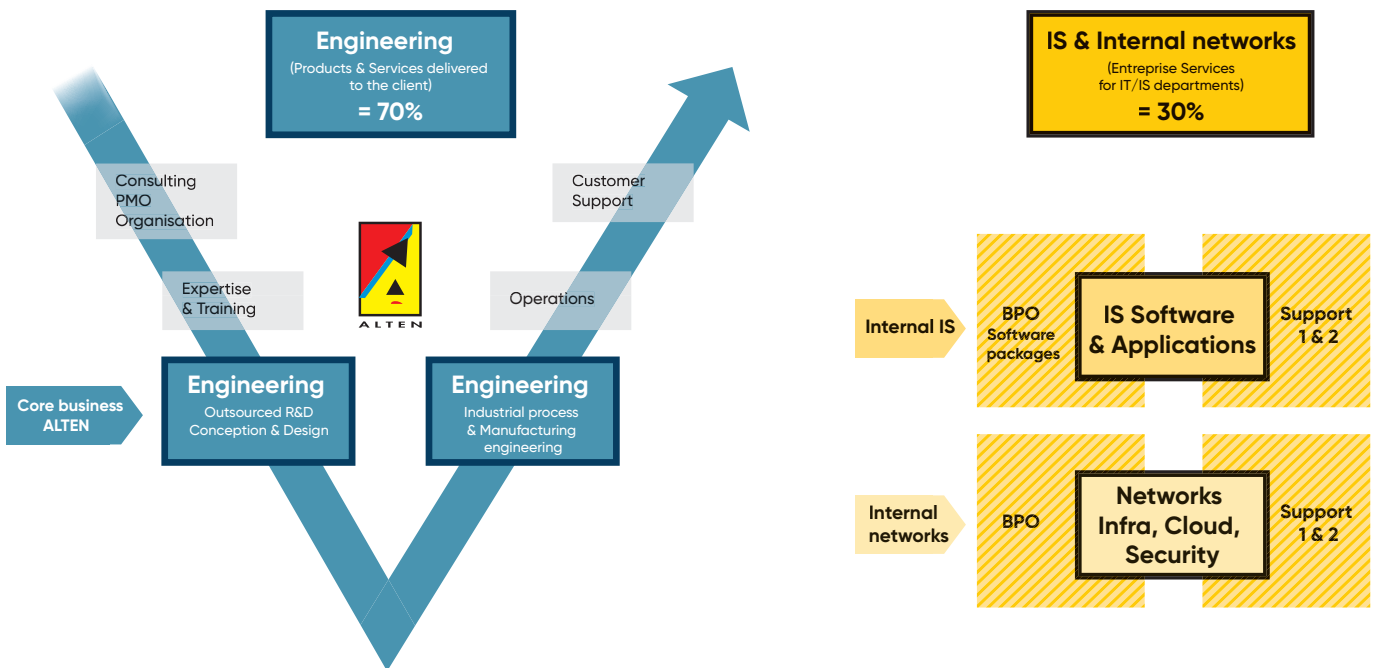 Engineering
(Products & Services delivered
to the client)
= 70%
IS & Internal networks
(Entreprise Services
for IT/IS departments)
= 30%
Consulting
PMO
Organisation
Customer
Support
Expertise
& Training
ALTEN
Operations
Core business
ALTEN
Engineering
Outsourced R&D
Conception & Design
Engineering
Industrial process
& Manufacturing
engineering
Internal IS
BPO
Software
packages
IS Software
& Applications
Support
1 & 2
Internal
networks
BPO
Networks
Infra, Cloud,
Security
Support
1 & 2